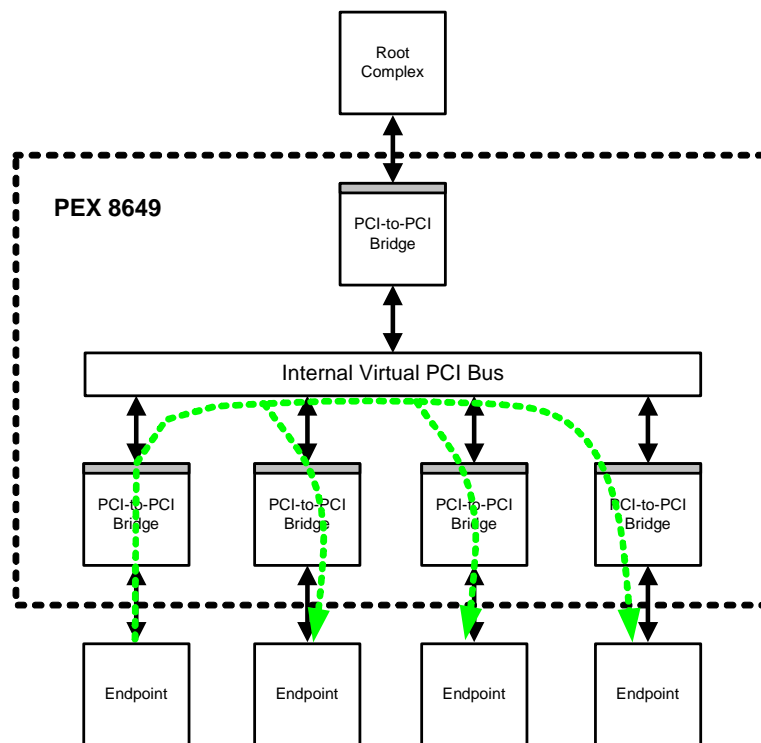 Root
Complex
PEX 8649
PCI-to-PCI
Bridge
Internal Virtual PCI Bus
PCI-to-PCI
Bridge
PCI-to-PCI
Bridge
PCI-to-PCI
Bridge
PCI-to-PCI
Bridge
Endpoint
Endpoint
Endpoint
Endpoint